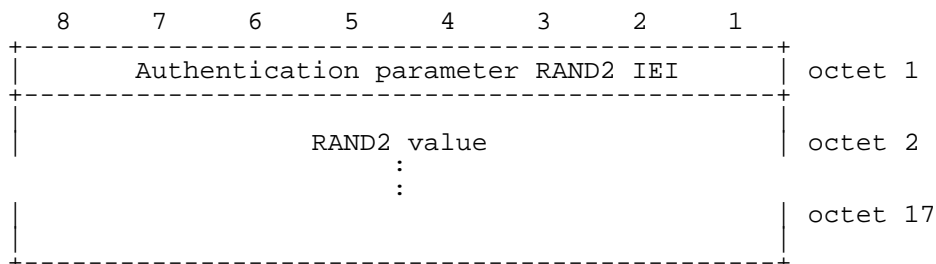 8 7 6 5 4 3 2 1
Authentication parameter RAND2 IEI octet 1
RAND2 value octet 2
:
:
octet 17